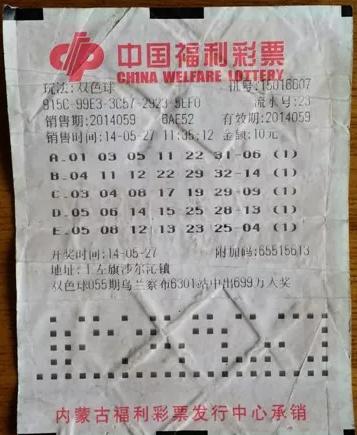 中国福利彩票
CHINA WELFARE LOTTERY
玩法:双色球 机号:15016607
915C-99E3-3C57-2923-5EF0 流水号:23
销售期:2014059 6AE52 有效期:2014059
销售时间:14-05-27 11:35:12 金额:10元
A.01 03 05 11 22 31-06 (1)
B.04 11 12 22 29 32-14 (1)
C.03 04 08 17 19 29-09 (1)
D.05 06 14 15 25 28-13 (1)
E.05 08 12 13 23 25-04 (1)
开奖时间:14-05-27 附加码:65515613
地址:土左旗沙尔沁镇
双色球055期乌兰察布6301站中出699万大奖
内蒙古福利彩票发行中心承销